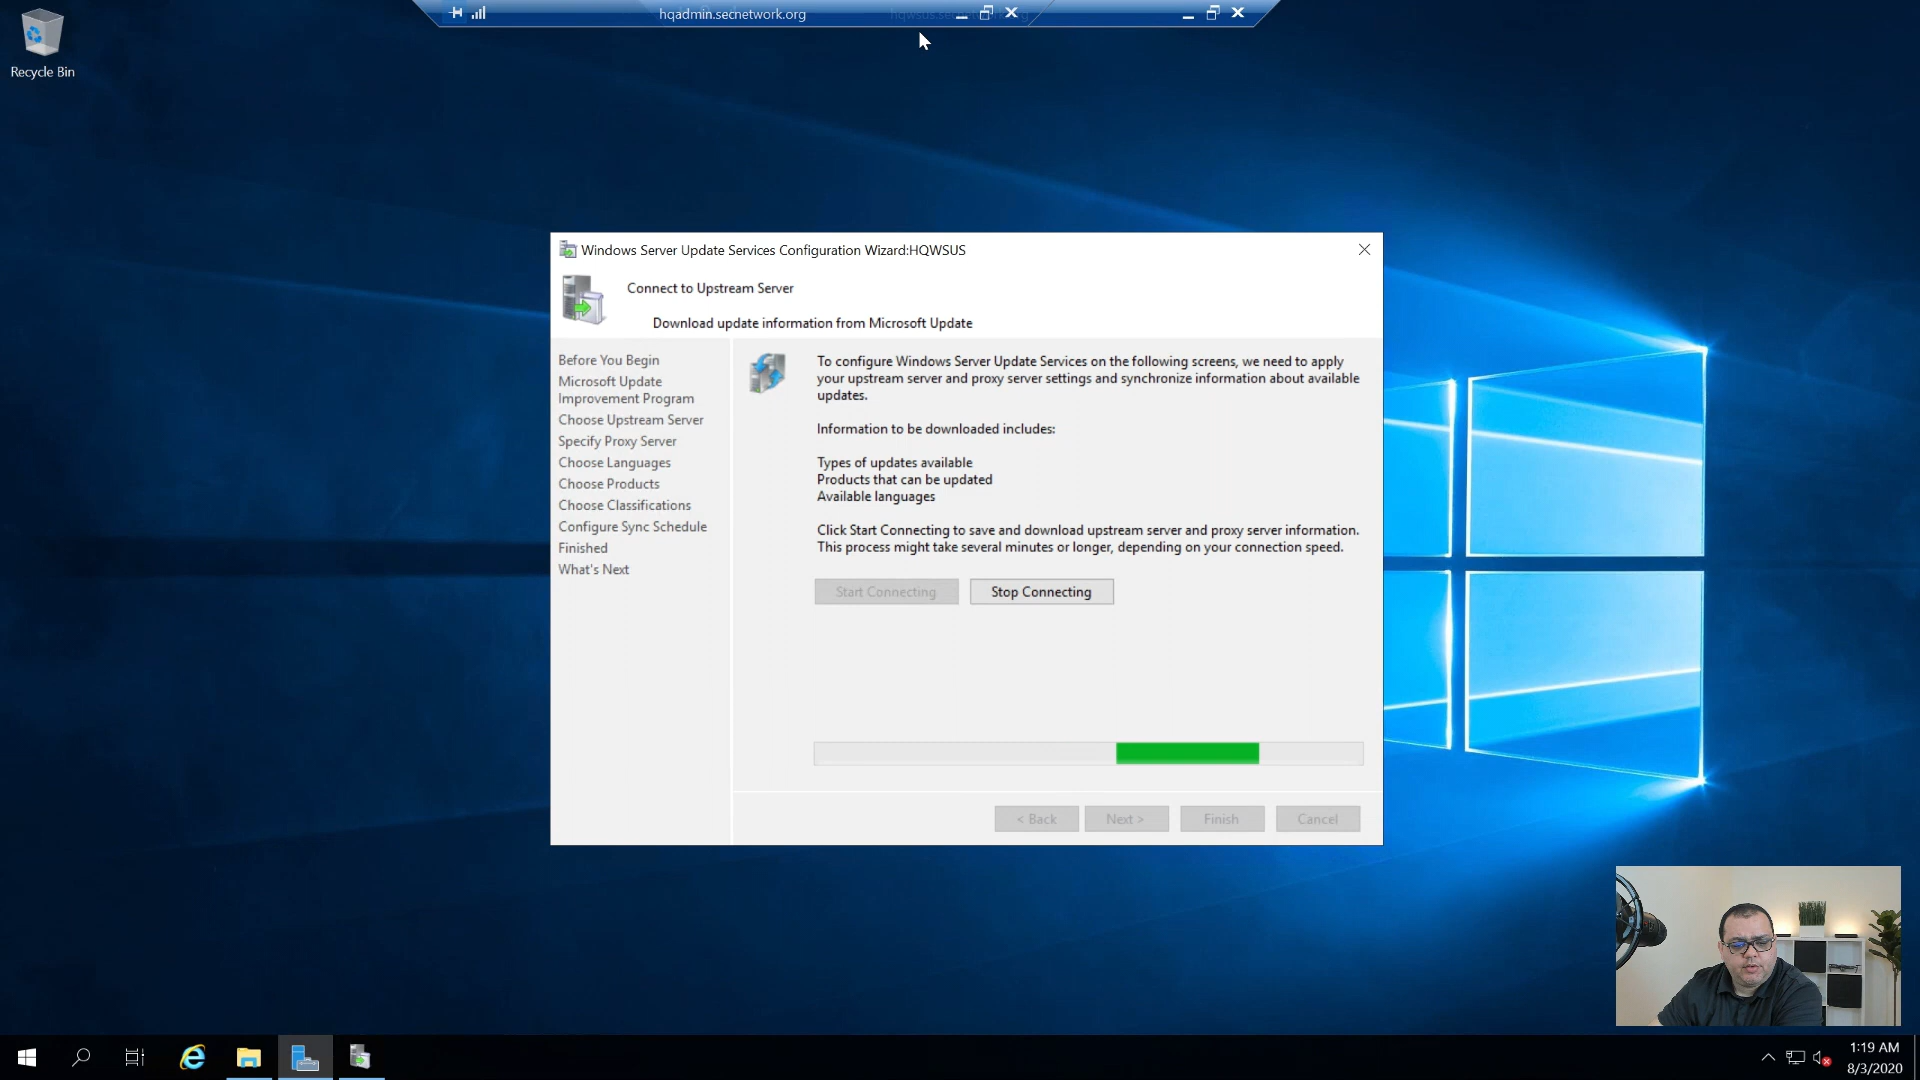 hqadmin.secnetwork.org
Recycle Bin
Windows Server Update Services Configuration Wizard:HQWSUS
Connect to Upstream Server
Download update information from Microsoft Update
Before You Begin
Microsoft Update
Improvement Program
Choose Upstream Server
Specify Proxy Server
Choose Languages
Choose Products
Choose Classifications
Configure Sync Schedule
Finished
What's Next
To configure Windows Server Update Services on the following screens, we need to apply
your upstream server and proxy server settings and synchronize information about available
updates.
Information to be downloaded includes:
Types of updates available
Products that can be updated
Available languages
Click Start Connecting to save and download upstream server and proxy server information.
This process might take several minutes or longer, depending on your connection speed.
Start Connecting
Stop Connecting
< Back
Next >
Finish
Cancel
1:19 AM
8/3/2020